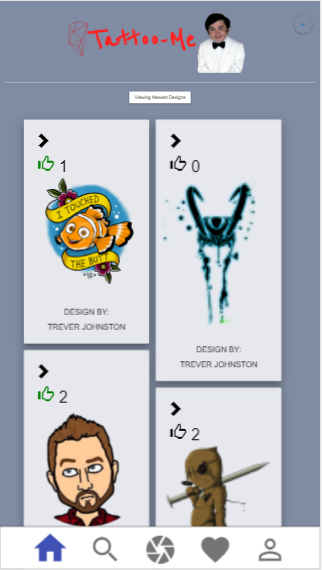 Tattoo-Me
Viewing Newest Designs
1
I TOUCHED
THE BUTT
DESIGN BY:
TREVER JOHNSTON
0
DESIGN BY:
TREVER JOHNSTON
2
2